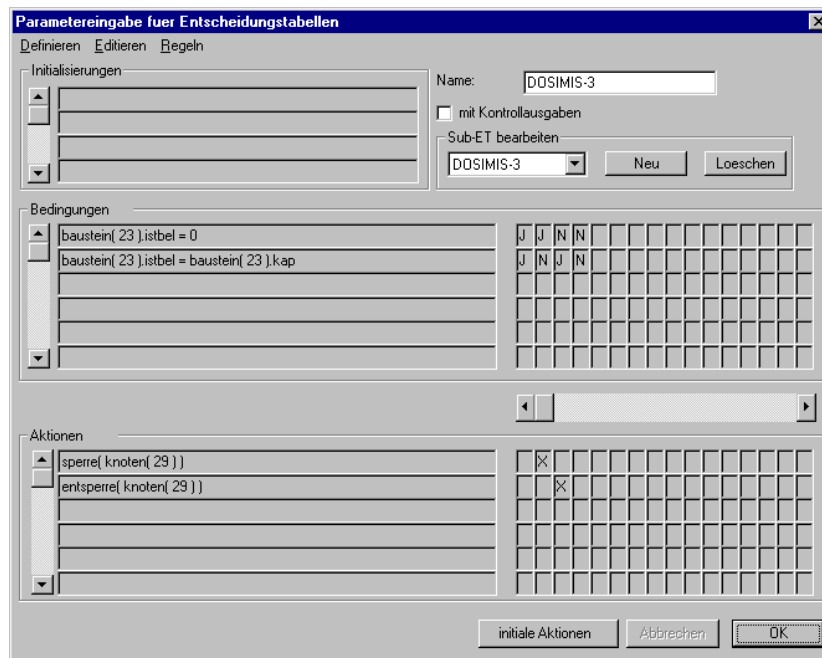 Parametereingabe fuer Entscheidungstabellen
Definieren Editieren Regeln
Initialisierungen
Name: DOSIMIS-3
mit Kontrollausgaben
Sub-ET bearbeiten
DOSIMIS-3 Neu Loeschen
Bedingungen
baustein( 23 ).istbel = 0 J J N N
baustein( 23 ).istbel = baustein( 23 ).kap J N J N
Aktionen
sperre( knoten( 29 ) ) X
entsperre( knoten( 29 ) ) X
initiale Aktionen Abbrechen OK